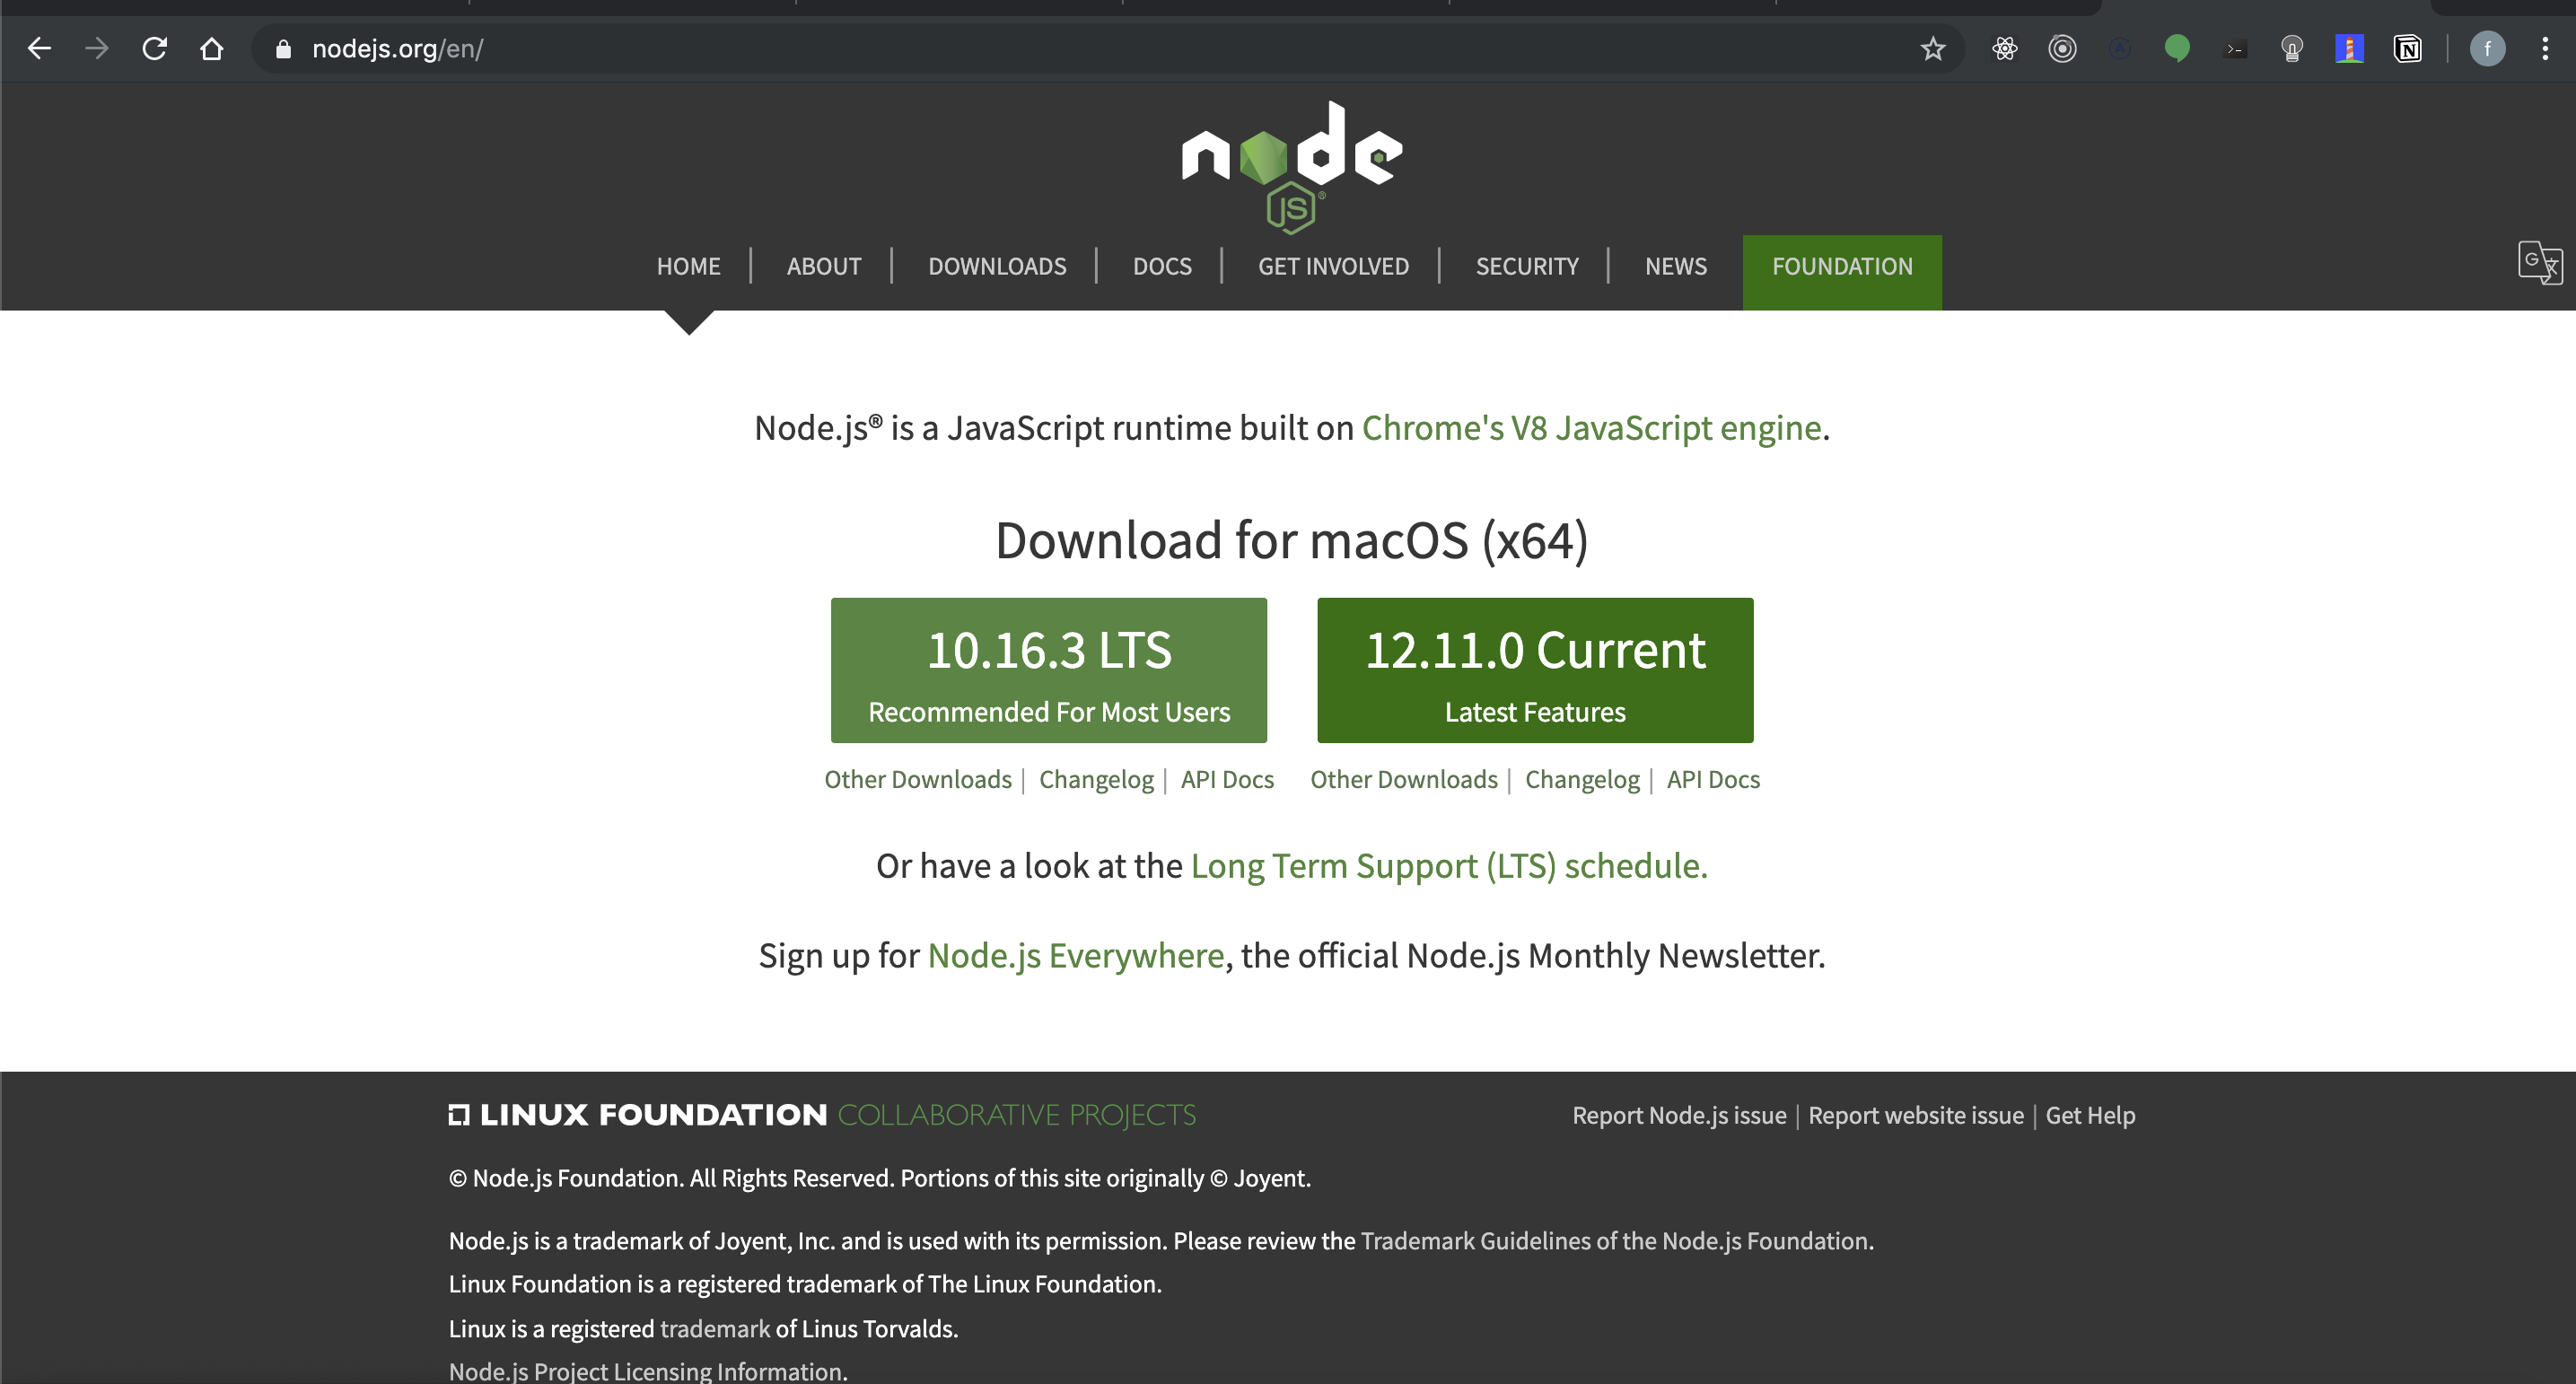 nodejs.org/en/
f
node
JS®
HOME | ABOUT | DOWNLOADS | DOCS | GET INVOLVED | SECURITY | NEWS FOUNDATION
Node.js® is a JavaScript runtime built on Chrome's V8 JavaScript engine.
Download for macOS (x64)
10.16.3 LTS
Recommended For Most Users
12.11.0 Current
Latest Features
Other Downloads | Changelog | API Docs
Other Downloads | Changelog | API Docs
Or have a look at the Long Term Support (LTS) schedule.
Sign up for Node.js Everywhere, the official Node.js Monthly Newsletter.
LINUX FOUNDATION COLLABORATIVE PROJECTS
Report Node.js issue | Report website issue | Get Help
© Node.js Foundation. All Rights Reserved. Portions of this site originally © Joyent.
Node.js is a trademark of Joyent, Inc. and is used with its permission. Please review the Trademark Guidelines of the Node.js Foundation.
Linux Foundation is a registered trademark of The Linux Foundation.
Linux is a registered trademark of Linus Torvalds.
Node.js Project Licensing Information.